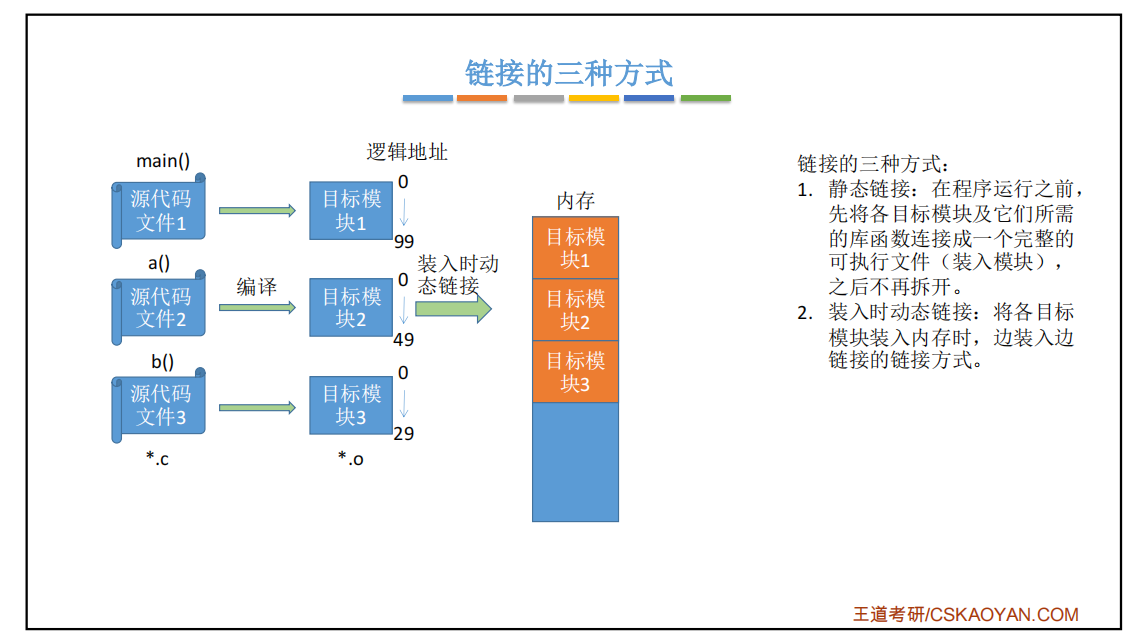 链接的三种方式
main()
逻辑地址
源代码
文件1
目标模
块1
0
99
a()
源代码
文件2
编译
目标模
块2
0
49
装入时动
态链接
b()
源代码
文件3
目标模
块3
0
29
*.c
*.o
内存
目标模
块1
目标模
块2
目标模
块3
链接的三种方式：
1. 静态链接：在程序运行之前，
先将各目标模块及它们所需
的库函数连接成一个完整的
可执行文件（装入模块），
之后不再拆开。
2. 装入时动态链接：将各目标
模块装入内存时，边装入边
链接的链接方式。
王道考研/CSKAOYAN.COM